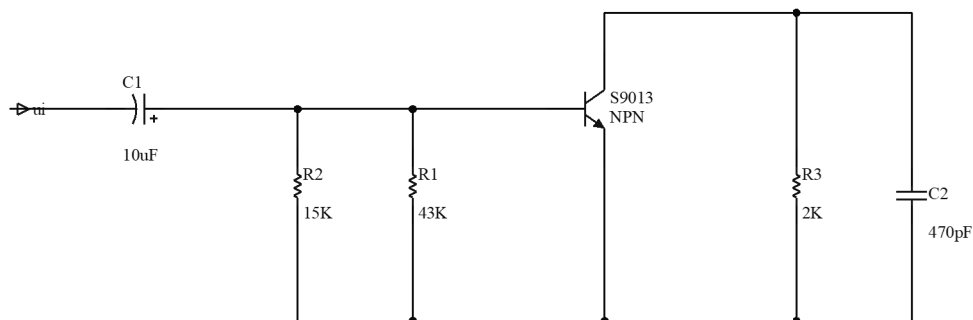 C1
ui
+
10uF
R2
15K
R1
43K
S9013
NPN
R3
2K
C2
470pF